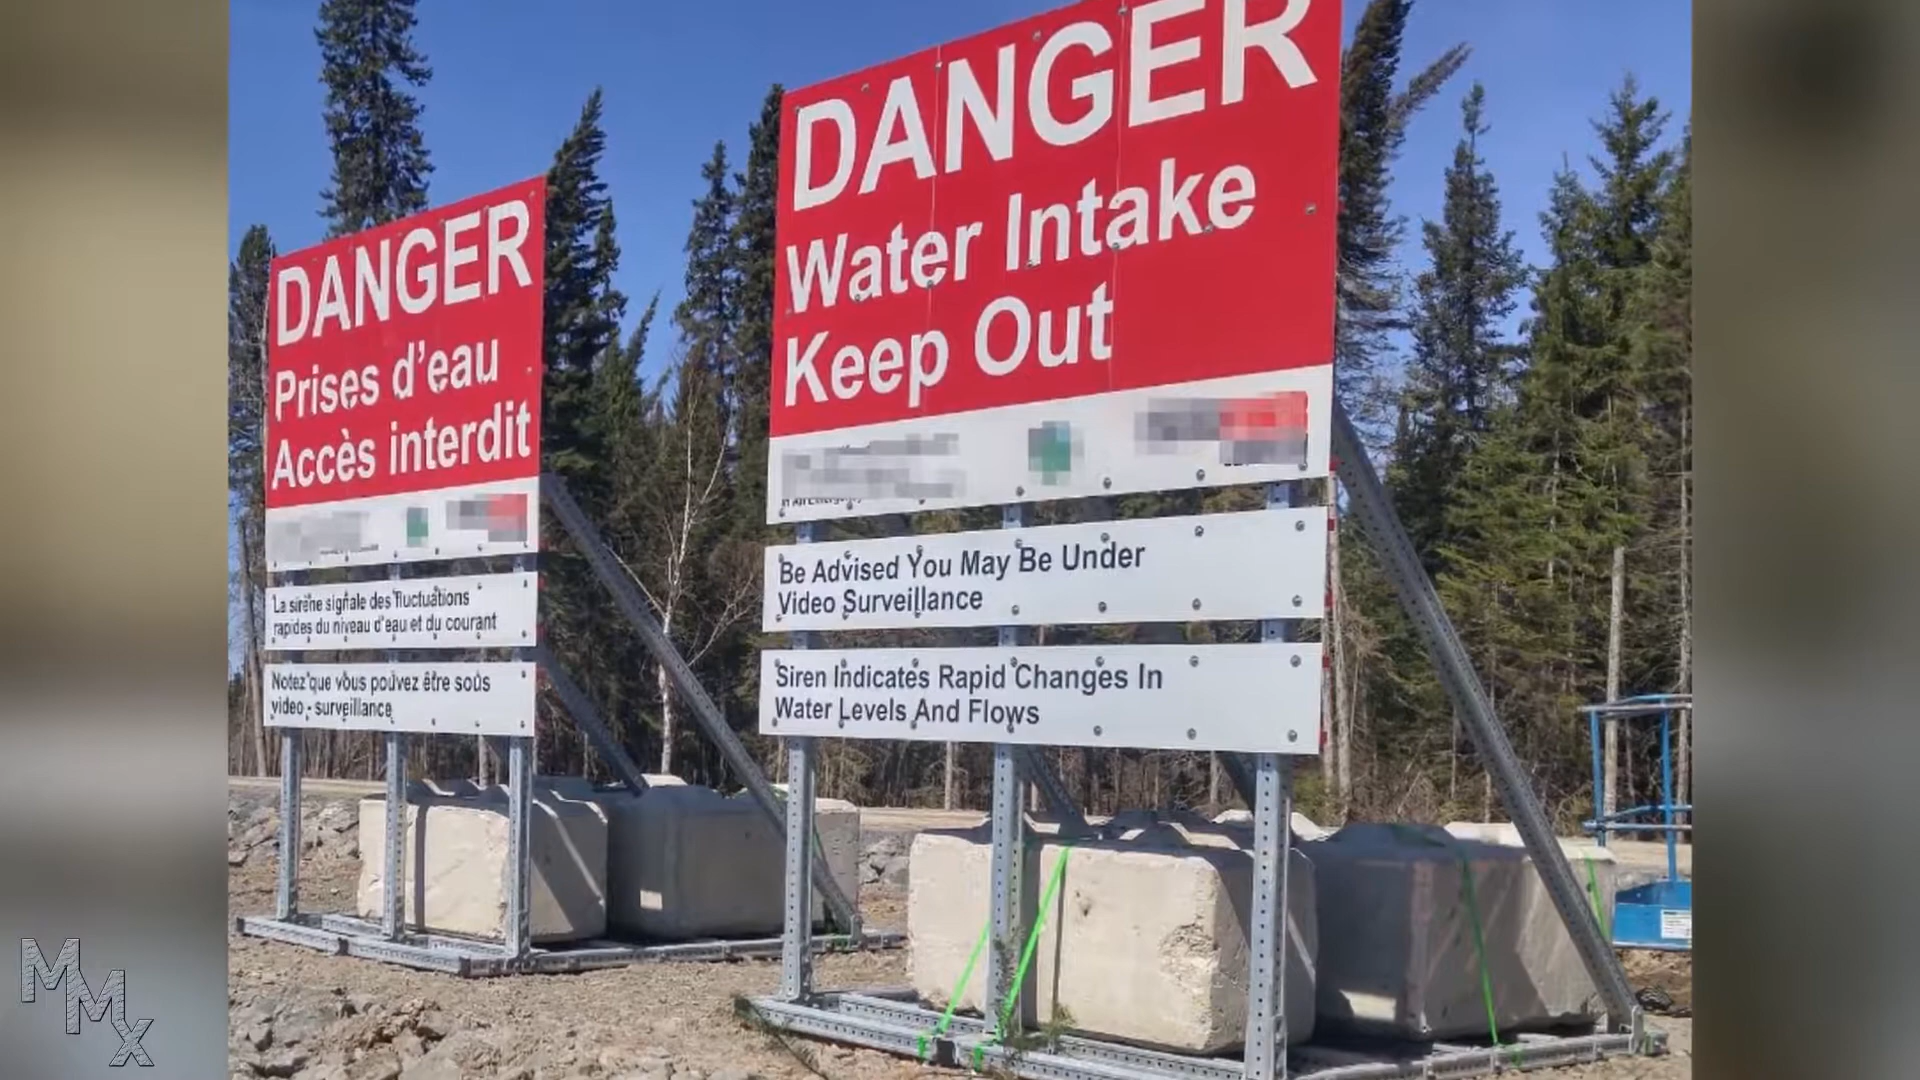 DANGER
Prises d'eau
Accès interdit
La sirène signale des fluctuations
rapides du niveau d'eau et du courant
Notez que vous pouvez être sous
video - surveillance
DANGER
Water Intake
Keep Out
Be Advised You May Be Under
Video Surveillance
Siren Indicates Rapid Changes In
Water Levels And Flows
MMX